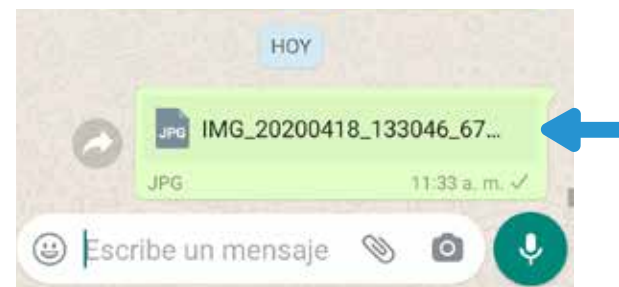 HOY
JPG IMG_20200418_133046_67...
JPG 11:33 a. m.
Escribe un mensaje